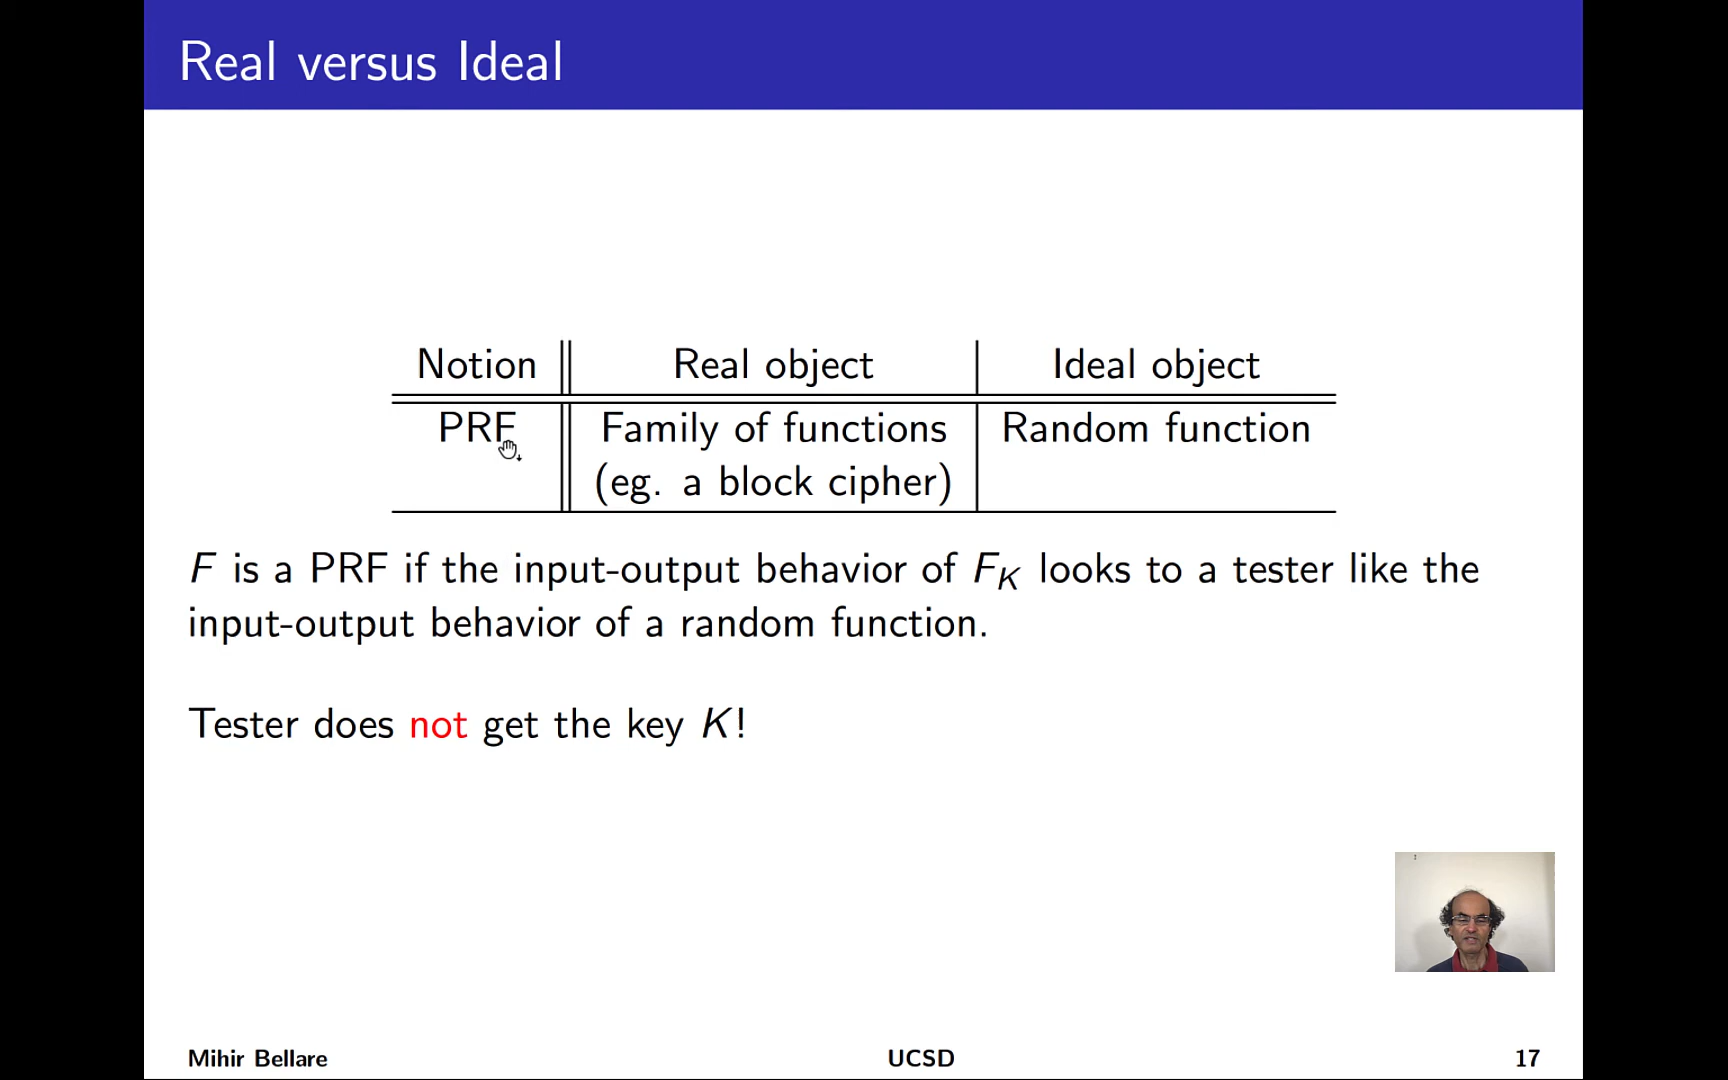 Real versus Ideal
Notion Real object Ideal object
PRF Family of functions Random function
(eg. a block cipher)
F is a PRF if the input-output behavior of F_K looks to a tester like the
input-output behavior of a random function.
Tester does not get the key K!
Mihir Bellare UCSD 17